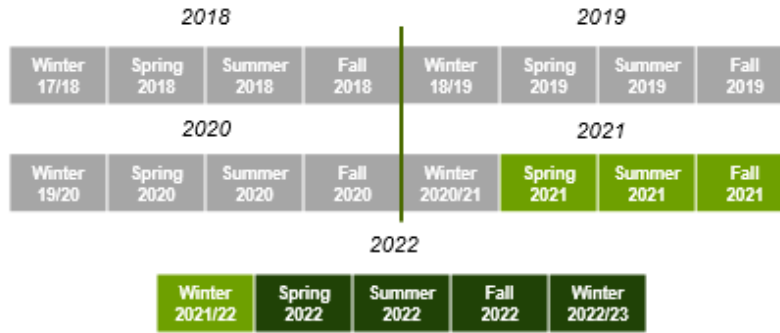 2018 2019
Winter Spring Summer Fall Winter Spring Summer Fall
17/18 2018 2018 2018 18/19 2019 2019 2019
2020 2021
Winter Spring Summer Fall Winter Spring Summer Fall
19/20 2020 2020 2020 2020/21 2021 2021 2021
2022
Winter Spring Summer Fall Winter
2021/22 2022 2022 2022 2022/23